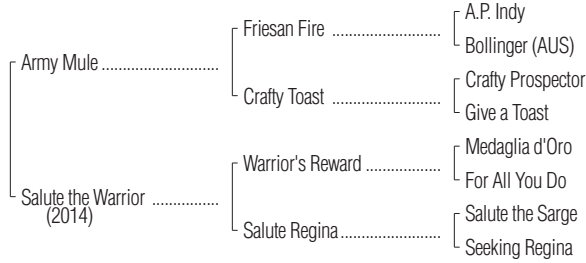 A.P. Indy
Friesan Fire ........................
Bollinger (AUS)
Army Mule ..........................
Crafty Prospector
Crafty Toast ........................
Give a Toast
Medaglia d'Oro
Warrior's Reward .................
For All You Do
Salute the Warrior ...............
(2014)
Salute the Sarge
Salute Regina ......................
Seeking Regina